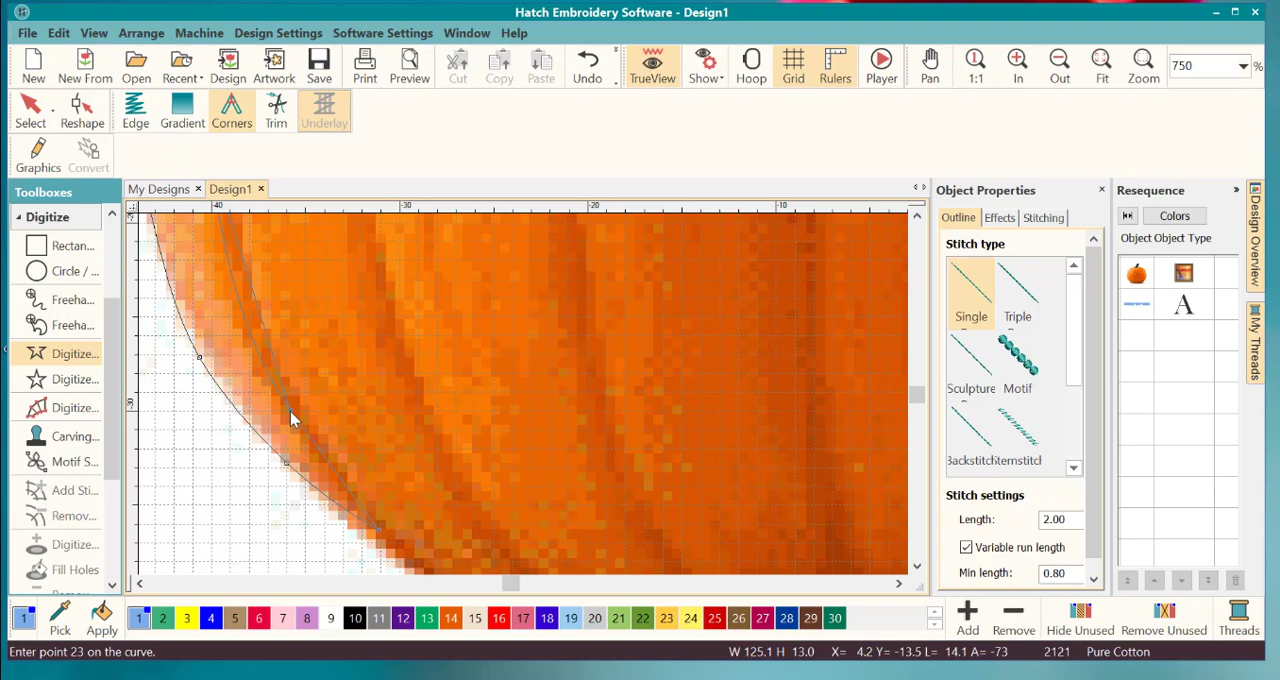 Hatch Embroidery Software - Design1
File Edit View Arrange Machine Design Settings Software Settings Window Help
New New From Open Recent Design Artwork Save Print Preview Cut Copy Paste Undo TrueView Show Hoop Grid Rulers Player Pan 1:1 In Out Fit Zoom 750 %
Select Reshape Edge Gradient Corners Trim Underlay
Graphics Convert
Toolboxes
My Designs × Design1 ×
Object Properties ×
Resequence »
Digitize
-40 -30 -20 -10
-30
Rectan...
Circle / ...
Freeha...
Freeha...
Digitize...
Digitize...
Digitize...
Carving...
Motif S...
Add Sti...
Remov...
Digitize...
Fill Holes
Outline Effects Stitching
Stitch type
Single
Triple
Sculpture
Motif
Backstitch
Stitch settings
Length: 2.00
Variable run length
Min length: 0.80
Colors
Object Object Type
A
Design Overview
My Threads
1 Pick Apply 1 2 3 4 5 6 7 8 9 10 11 12 13 14 15 16 17 18 19 20 21 22 23 24 25 26 27 28 29 30 Add Remove Hide Unused Remove Unused Threads
Enter point 23 on the curve. W 125.1 H 13.0 X= 4.2 Y= -13.5 L= 14.1 A= -73 2121 Pure Cotton